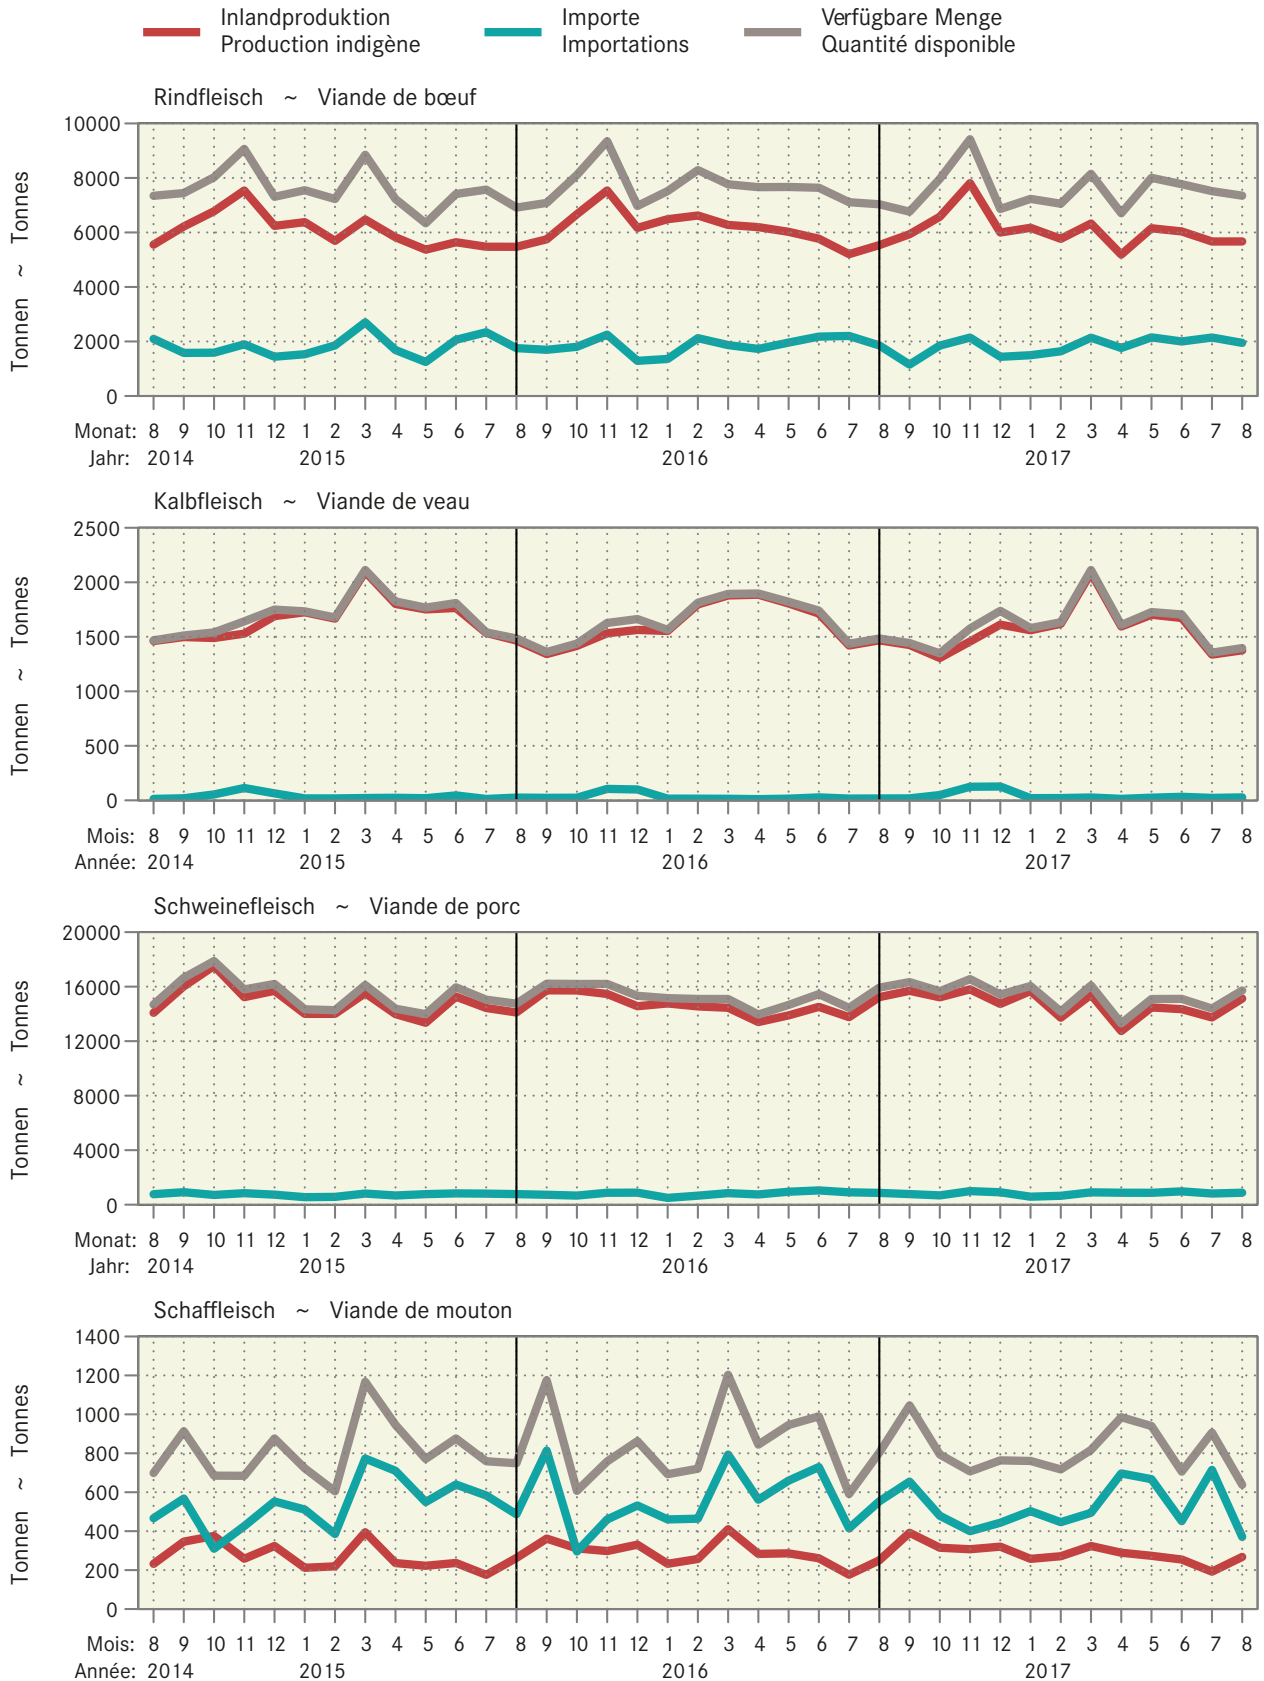 Inlandproduktion
Production indigène
Importe
Importations
Verfügbare Menge
Quantité disponible
Rindfleisch ~ Viande de bœuf
Tonnen ~ Tonnes
10000
8000
6000
4000
2000
0
Monat: 8 9 10 11 12 1 2 3 4 5 6 7 8 9 10 11 12 1 2 3 4 5 6 7 8 9 10 11 12 1 2 3 4 5 6 7 8
Jahr: 2014 2015 2016 2017
Kalbfleisch ~ Viande de veau
Tonnen ~ Tonnes
2500
2000
1500
1000
500
0
Mois: 8 9 10 11 12 1 2 3 4 5 6 7 8 9 10 11 12 1 2 3 4 5 6 7 8 9 10 11 12 1 2 3 4 5 6 7 8
Année: 2014 2015 2016 2017
Schweinefleisch ~ Viande de porc
Tonnen ~ Tonnes
20000
16000
12000
8000
4000
0
Monat: 8 9 10 11 12 1 2 3 4 5 6 7 8 9 10 11 12 1 2 3 4 5 6 7 8 9 10 11 12 1 2 3 4 5 6 7 8
Jahr: 2014 2015 2016 2017
Schaffleisch ~ Viande de mouton
Tonnen ~ Tonnes
1400
1200
1000
800
600
400
200
0
Mois: 8 9 10 11 12 1 2 3 4 5 6 7 8 9 10 11 12 1 2 3 4 5 6 7 8 9 10 11 12 1 2 3 4 5 6 7 8
Année: 2014 2015 2016 2017